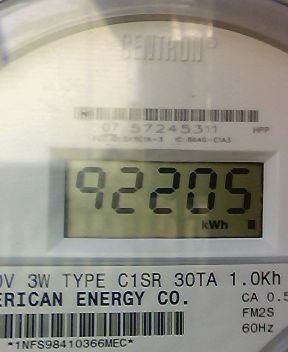 CENTRON®
07 57245311 HPP
92205
kWh
0V 3W TYPE C1SR 30TA 1.0Kh
ERICAN ENERGY CO. CA 0.5
FM2S
60Hz
*1NFS98410366MEC*